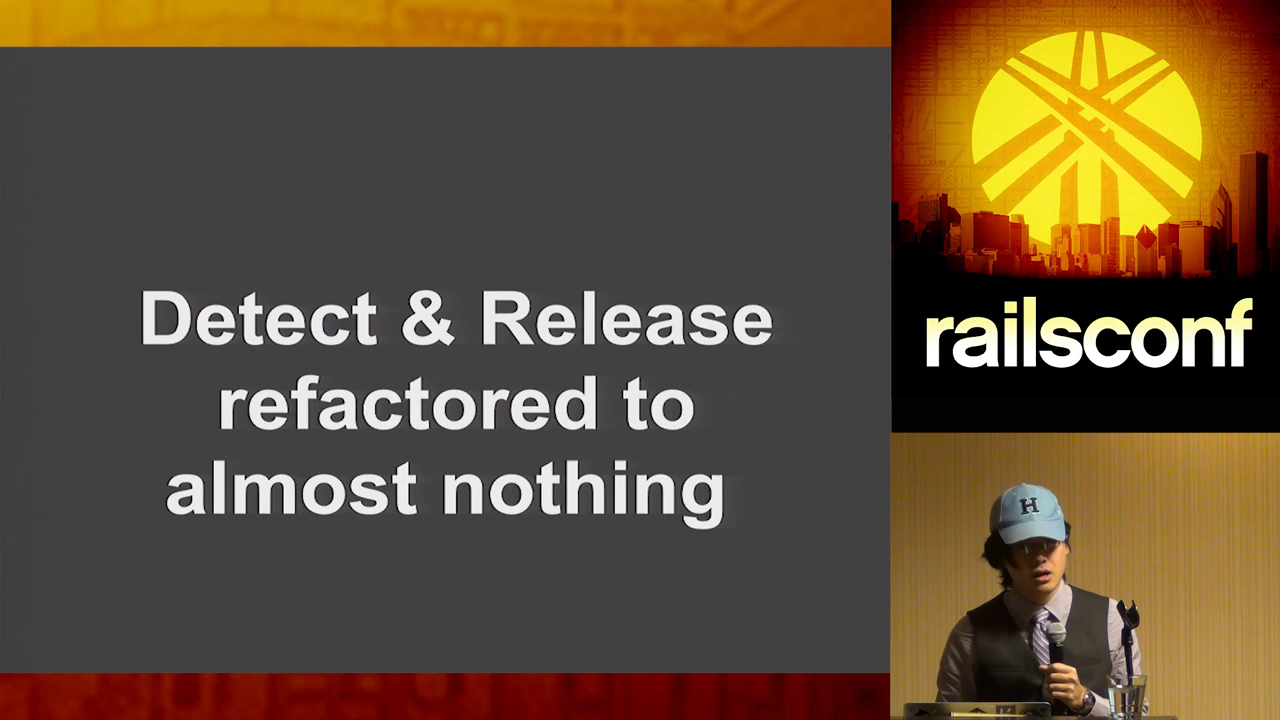 Detect & Release
refactored to
almost nothing
railsconf
H